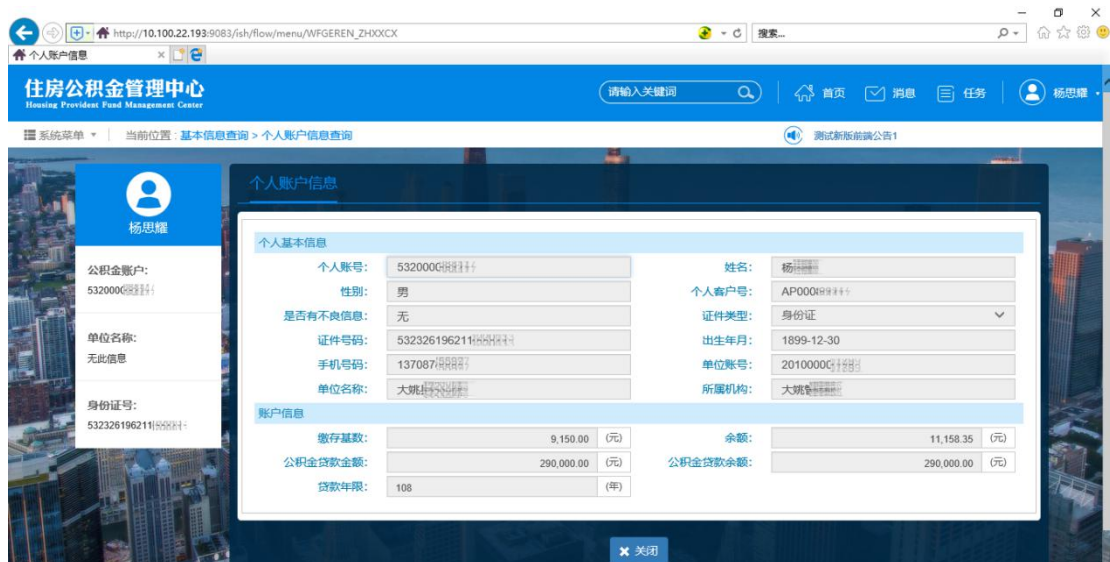 http://10.100.22.193:9083/ish/flow/menu/WFGEREN_ZHXXCX
搜索...
个人账户信息 ×
住房公积金管理中心
Housing Provident Fund Management Center
请输入关键词
首页 消息 任务 杨思耀
系统菜单 当前位置:基本信息查询 > 个人账户信息查询 测试新版前端公告1
杨思耀
公积金账户:
532000
单位名称:
无此信息
身份证号:
532326196211
个人账户信息
个人基本信息
个人账号: 532000 姓名: 杨
性别: 男 个人客户号: AP000
是否有不良信息: 无 证件类型: 身份证
证件号码: 532326196211 出生年月: 1899-12-30
手机号码: 137087 单位账号: 2010000
单位名称: 大姚 所属机构: 大姚
账户信息
缴存基数: 9,150.00 (元) 余额: 11,158.35 (元)
公积金贷款金额: 290,000.00 (元) 公积金贷款余额: 290,000.00 (元)
贷款年限: 108 (年)
× 关闭